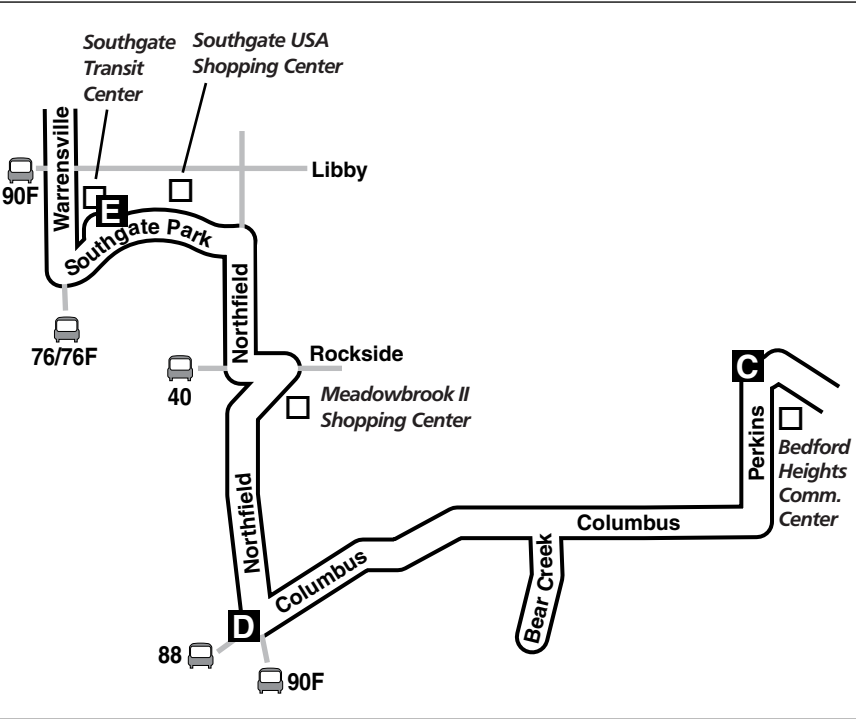 Southgate
Transit
Center
Southgate USA
Shopping Center
Warrensville
Libby
90F
E
Southgate Park
Northfield
76/76F
Rockside
40
Meadowbrook II
Shopping Center
C
Perkins
Bedford
Heights
Comm.
Center
Northfield
Columbus
Columbus
Bear Creek
D
88
90F